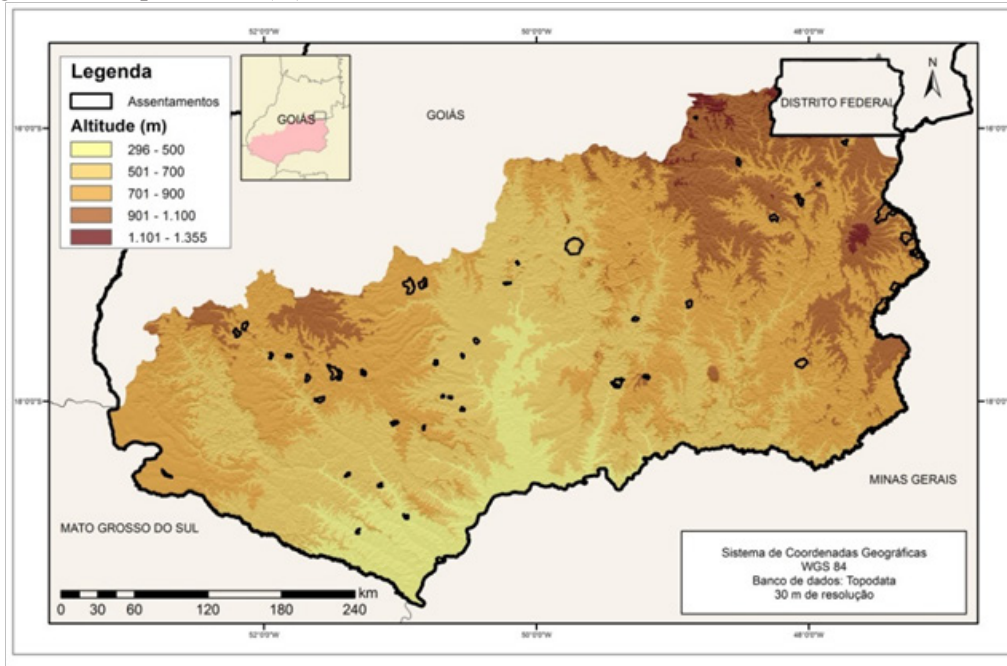 52°0'0"W 50°0'0"W 48°0'0"W
Legenda
Assentamentos
Altitude (m)
296 - 500
501 - 700
701 - 900
901 - 1.100
1.101 - 1.355
GOIÁS
GOIÁS
DISTRITO FEDERAL
N
MINAS GERAIS
MATO GROSSO DO SUL
Sistema de Coordenadas Geográficas
WGS 84
Banco de dados: Topodata
30 m de resolução
km
0 30 60 120 180 240
52°0'0"W 50°0'0"W 48°0'0"W